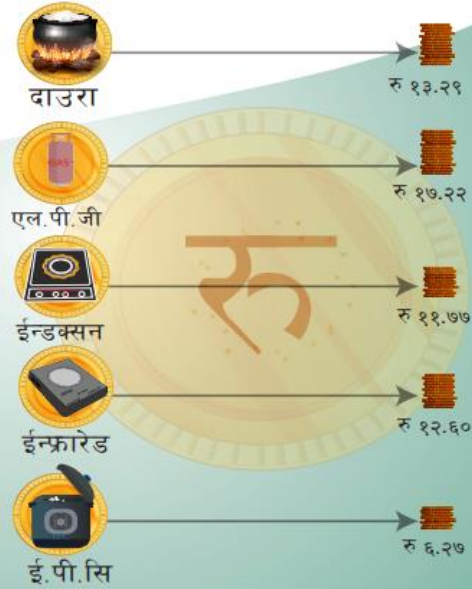 दाउरा
रु १३.२९
GAS
एल.पी.जी
रु १७.२२
रु
ईन्डक्सन
रु ११.७७
ईन्फ्रारेड
रु १२.६०
ई.पी.सि
रु ६.२७